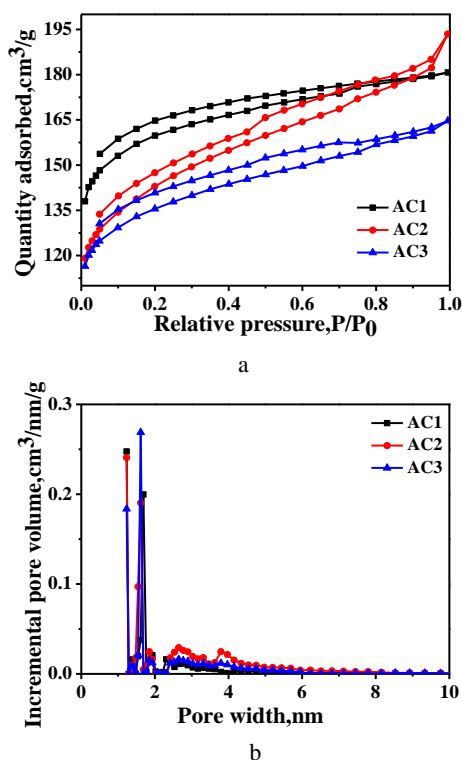 195
180
165
150
135
120
Quantity adsorbed,cm³/g
AC1
AC2
AC3
0.0 0.2 0.4 0.6 0.8 1.0
Relative pressure,P/P₀
a
0.3
0.2
0.1
0.0
Incremental pore volume,cm³/nm/g
AC1
AC2
AC3
0 2 4 6 8 10
Pore width,nm
b